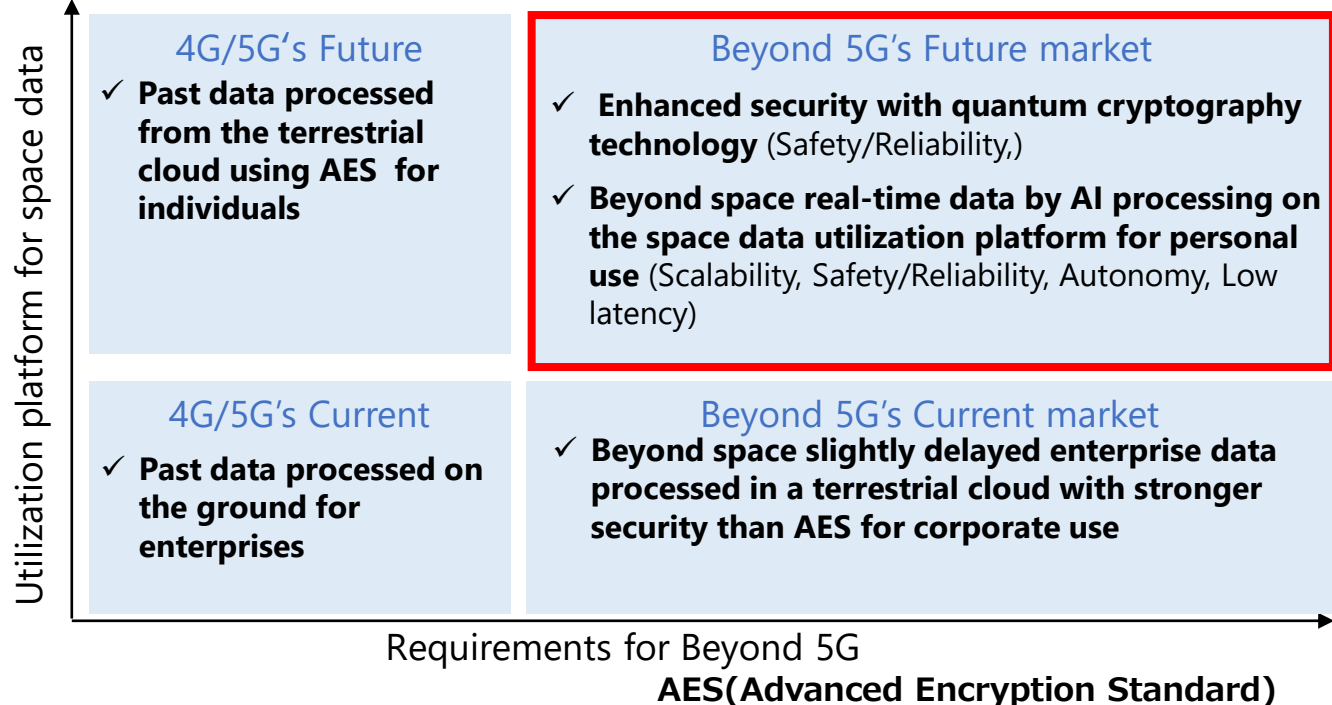 Utilization platform for space data
4G/5G‘s Future
✓ Past data processed
from the terrestrial
cloud using AES for
individuals
Beyond 5G’s Future market
✓ Enhanced security with quantum cryptography
technology (Safety/Reliability,)
✓ Beyond space real-time data by AI processing on
the space data utilization platform for personal
use (Scalability, Safety/Reliability, Autonomy, Low
latency)
4G/5G’s Current
✓ Past data processed on
the ground for
enterprises
Beyond 5G’s Current market
✓ Beyond space slightly delayed enterprise data
processed in a terrestrial cloud with stronger
security than AES for corporate use
Requirements for Beyond 5G
AES(Advanced Encryption Standard)